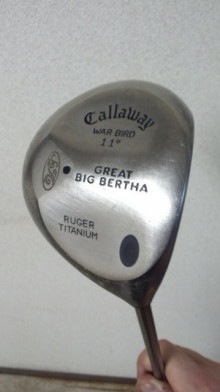 Callaway
WAR BIRD
11°
GREAT
BIG BERTHA
RUGER
TITANIUM